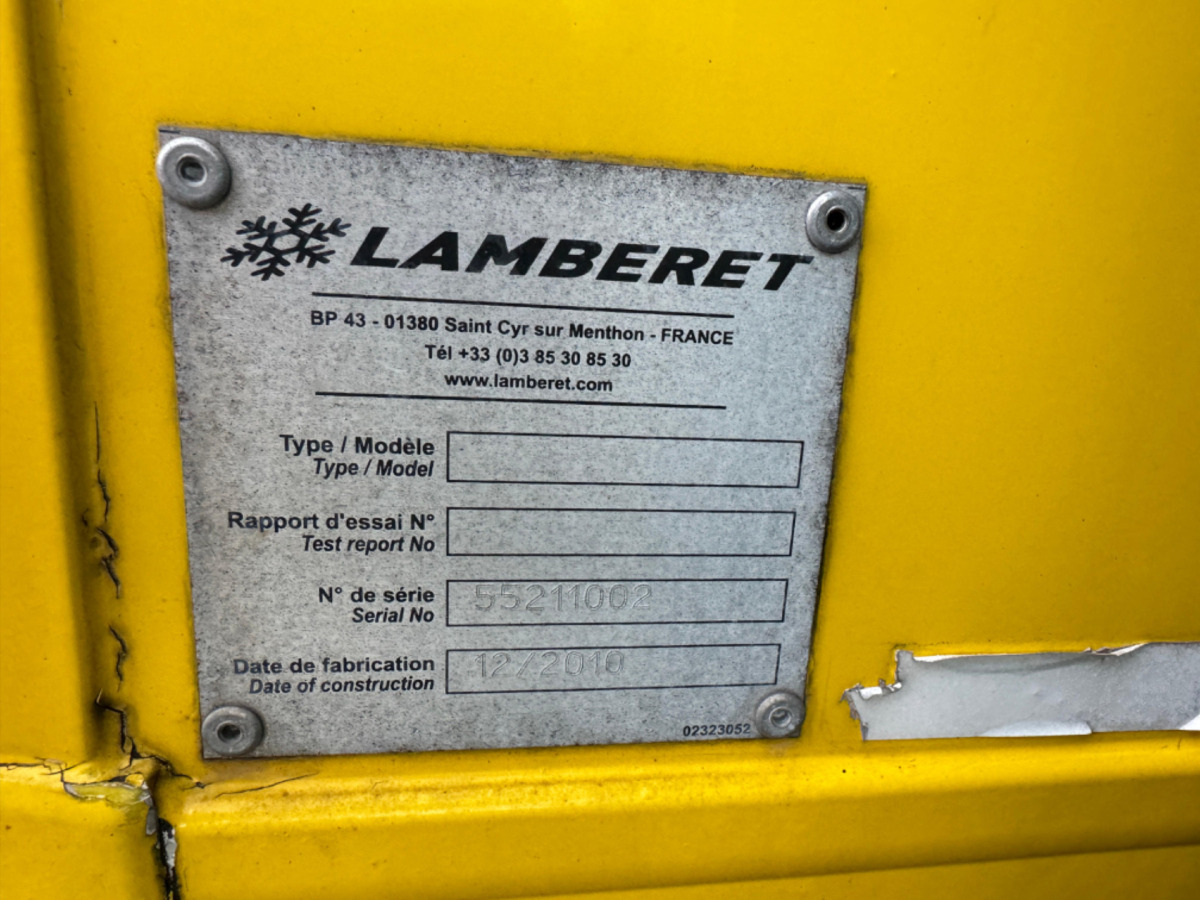 LAMBERET
BP 43 - 01380 Saint Cyr sur Menthon - FRANCE
Tél +33 (0)3 85 30 85 30
www.lamberet.com
Type / Modèle
Type / Model
Rapport d'essai N°
Test report No
N° de série
Serial No
55211002
Date de fabrication
Date of construction
12/2010
02323052